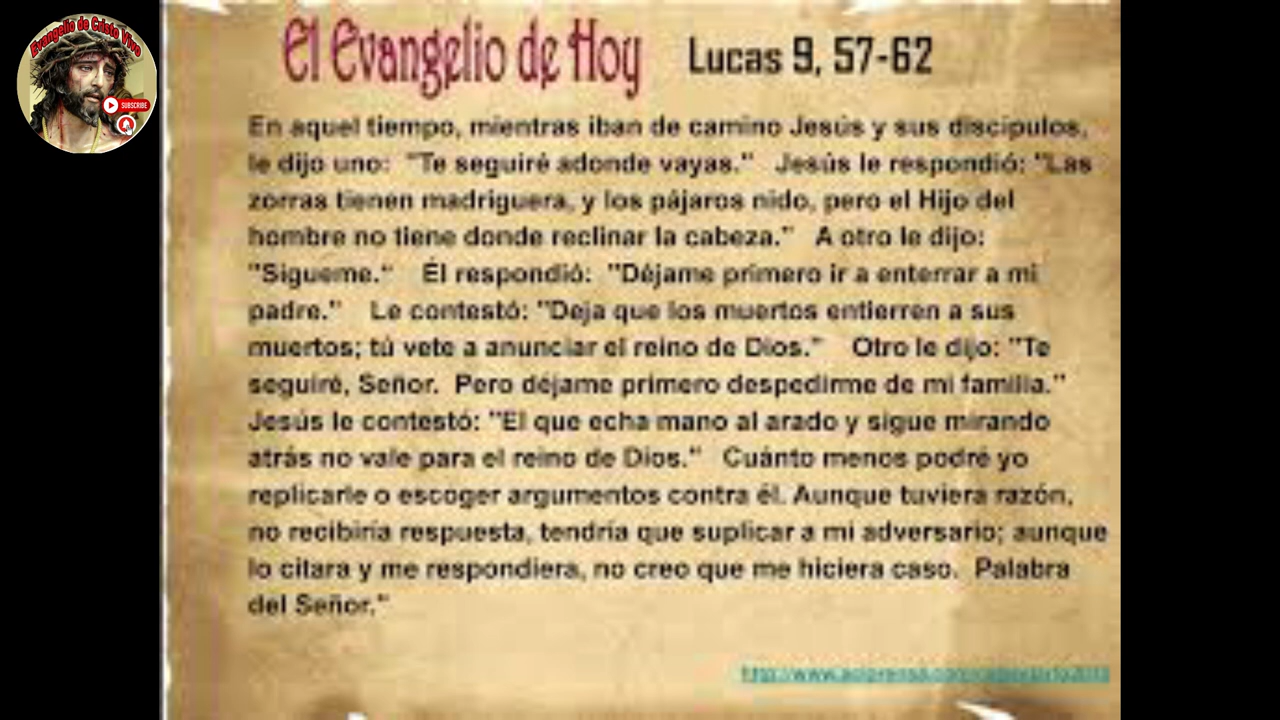 Evangelio de Cristo Vivo
SUBSCRIBE
El Evangelio de Hoy Lucas 9, 57-62
En aquel tiempo, mientras iban de camino Jesús y sus discípulos,
le dijo uno: "Te seguiré adonde vayas." Jesús le respondió: "Las
zorras tienen madriguera, y los pájaros nido, pero el Hijo del
hombre no tiene donde reclinar la cabeza." A otro le dijo:
"Sígueme." Él respondió: "Déjame primero ir a enterrar a mi
padre." Le contestó: "Deja que los muertos entierren a sus
muertos; tú vete a anunciar el reino de Dios." Otro le dijo: "Te
seguiré, Señor. Pero déjame primero despedirme de mi familia."
Jesús le contestó: "El que echa mano al arado y sigue mirando
atrás no vale para el reino de Dios." Cuánto menos podré yo
replicarle o escoger argumentos contra él. Aunque tuviera razón,
no recibiría respuesta, tendría que suplicar a mi adversario; aunque
lo citara y me respondiera, no creo que me hiciera caso. Palabra
del Señor."